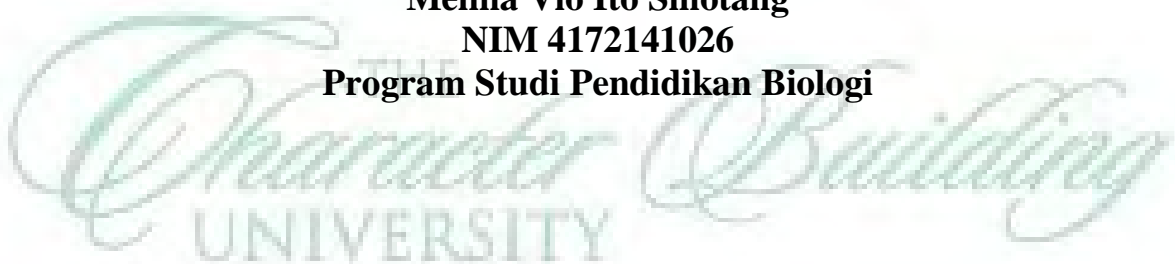 NIM 4172141026
THE
Program Studi Pendidikan Biologi
Character Building
UNIVERSITY